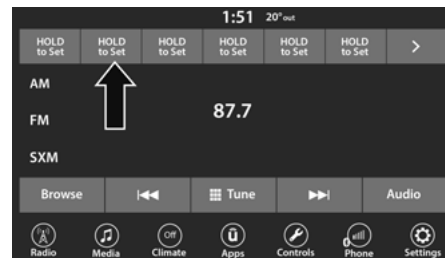 1:51 20°out
HOLD to Set HOLD to Set HOLD to Set HOLD to Set HOLD to Set HOLD to Set >
AM
FM 87.7
SXM
Browse Tune Audio
Off ū
Radio Media Climate Apps Controls Phone Settings